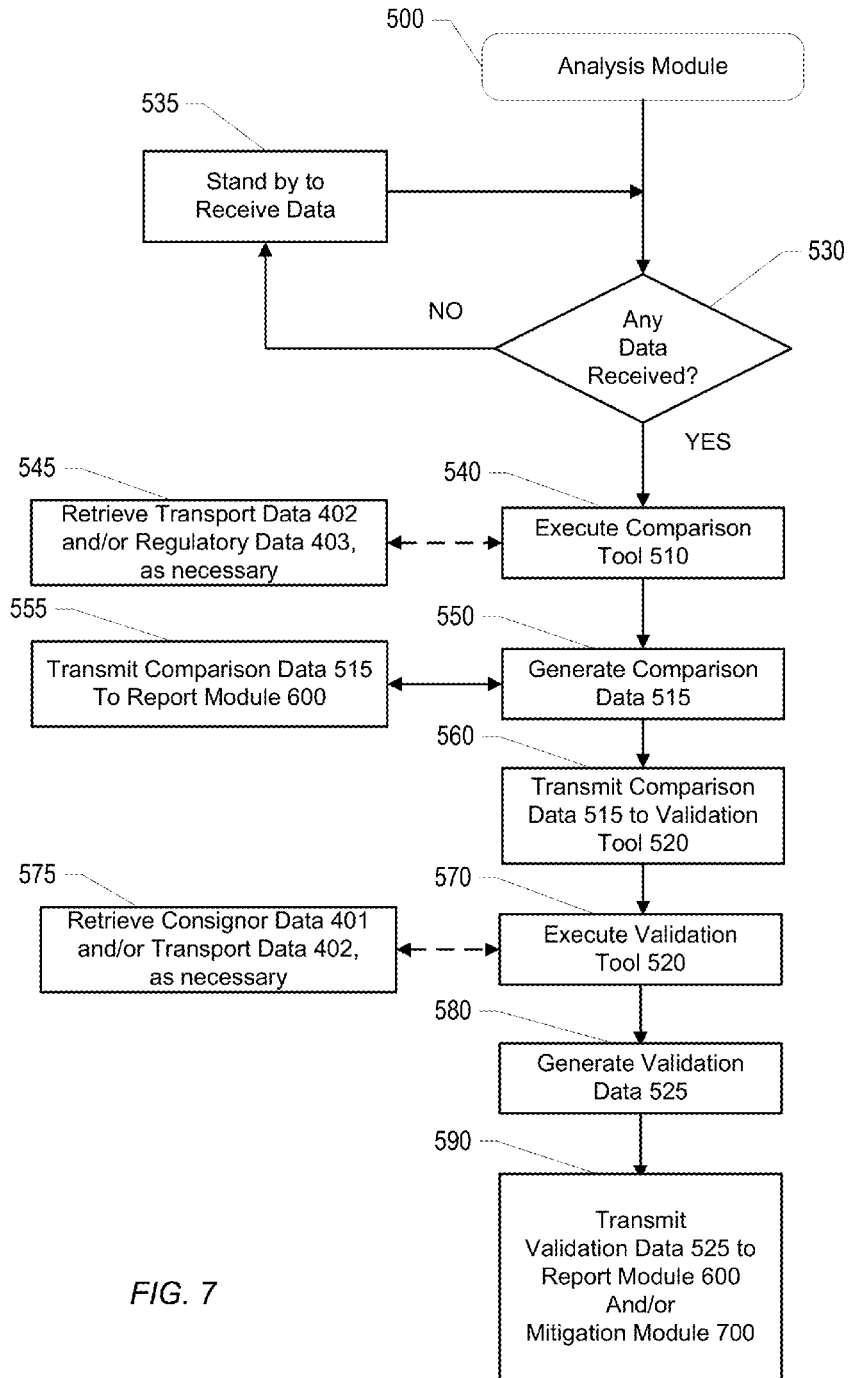 500
Analysis Module
535
Stand by to
Receive Data
530
NO
Any
Data
Received?
YES
545
540
Retrieve Transport Data 402
and/or Regulatory Data 403,
as necessary
Execute Comparison
Tool 510
555
550
Transmit Comparison Data 515
To Report Module 600
Generate Comparison
Data 515
560
Transmit Comparison
Data 515 to Validation
Tool 520
575
570
Retrieve Consignor Data 401
and/or Transport Data 402,
as necessary
Execute Validation
Tool 520
580
Generate Validation
Data 525
590
Transmit
Validation Data 525 to
Report Module 600
And/or
Mitigation Module 700
FIG. 7